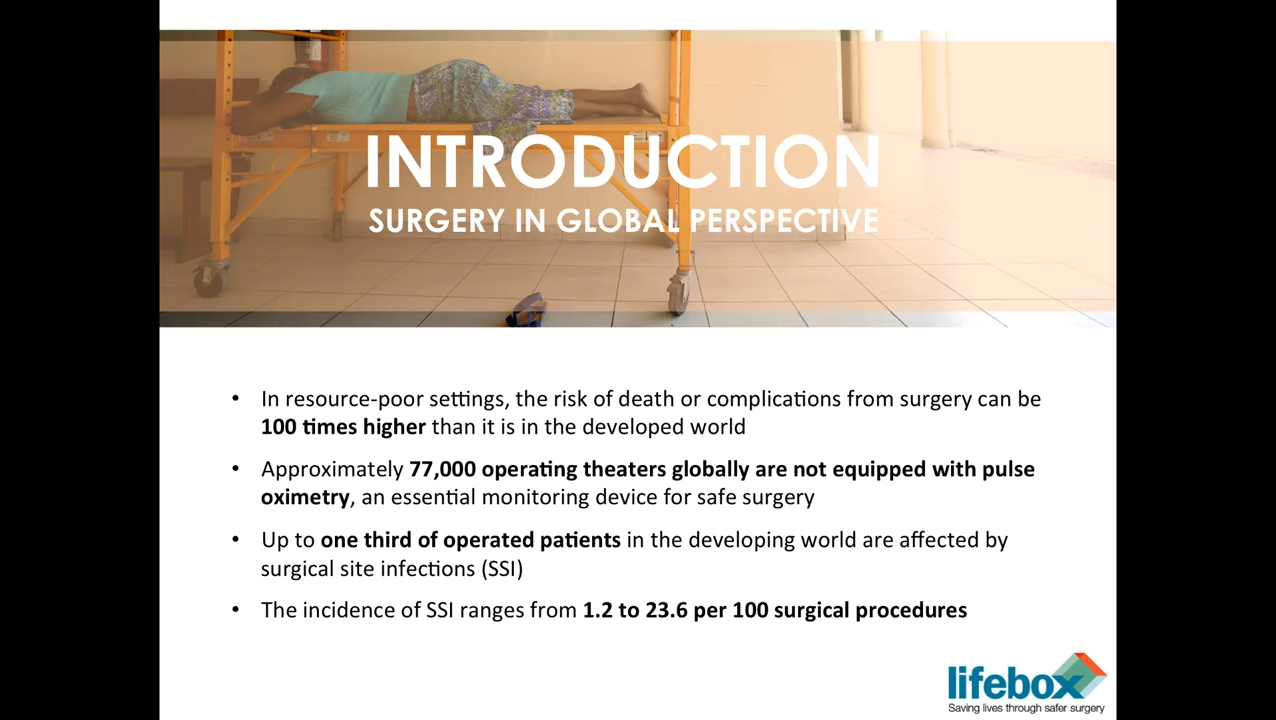 INTRODUCTION
SURGERY IN GLOBAL PERSPECTIVE
• In resource-poor settings, the risk of death or complications from surgery can be
100 times higher than it is in the developed world
• Approximately 77,000 operating theaters globally are not equipped with pulse
oximetry, an essential monitoring device for safe surgery
• Up to one third of operated patients in the developing world are affected by
surgical site infections (SSI)
• The incidence of SSI ranges from 1.2 to 23.6 per 100 surgical procedures
lifebox
Saving lives through safer surgery